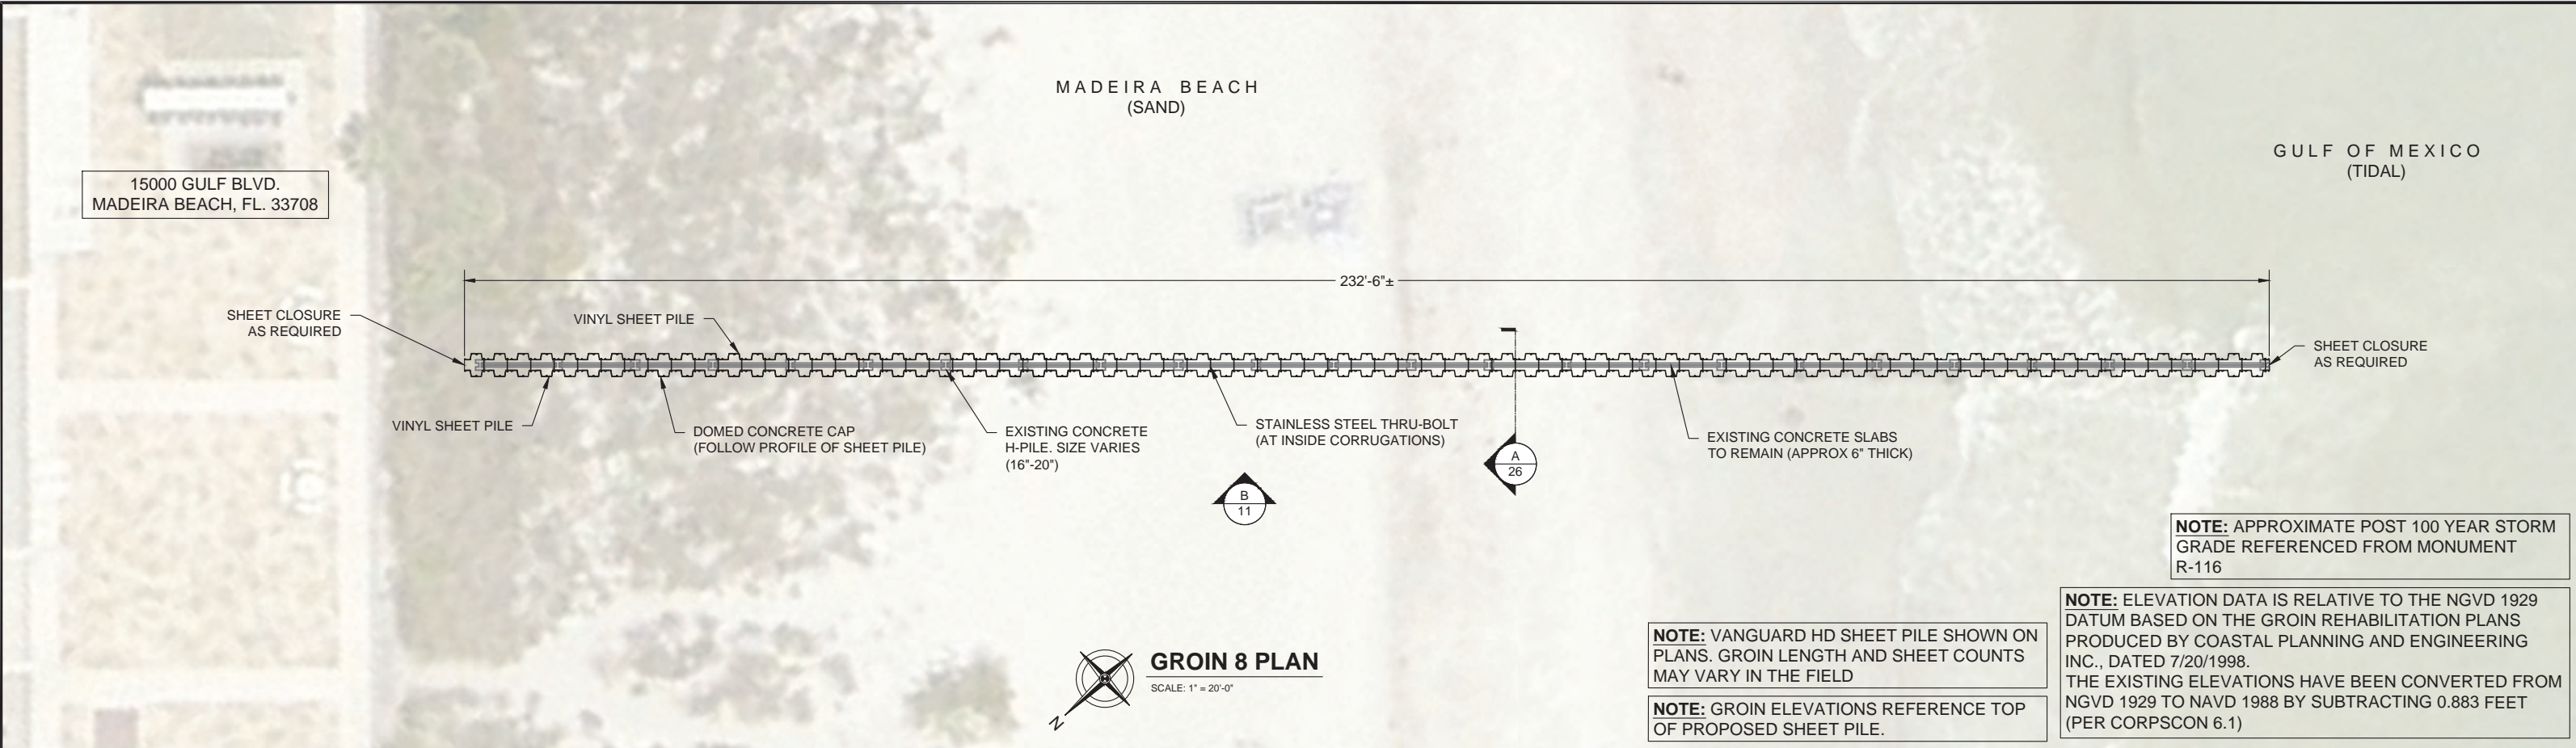 MADEIRA BEACH
(SAND)
GULF OF MEXICO
(TIDAL)
15000 GULF BLVD.
MADEIRA BEACH, FL. 33708
232'-6"±
SHEET CLOSURE
AS REQUIRED
VINYL SHEET PILE
SHEET CLOSURE
AS REQUIRED
VINYL SHEET PILE
DOMED CONCRETE CAP
(FOLLOW PROFILE OF SHEET PILE)
EXISTING CONCRETE
H-PILE. SIZE VARIES
(16"-20")
STAINLESS STEEL THRU-BOLT
(AT INSIDE CORRUGATIONS)
A
26
EXISTING CONCRETE SLABS
TO REMAIN (APPROX 6" THICK)
B
11
NOTE: APPROXIMATE POST 100 YEAR STORM
GRADE REFERENCED FROM MONUMENT
R-116
NOTE: ELEVATION DATA IS RELATIVE TO THE NGVD 1929
DATUM BASED ON THE GROIN REHABILITATION PLANS
PRODUCED BY COASTAL PLANNING AND ENGINEERING
INC., DATED 7/20/1998.
THE EXISTING ELEVATIONS HAVE BEEN CONVERTED FROM
NGVD 1929 TO NAVD 1988 BY SUBTRACTING 0.883 FEET
(PER CORPSCON 6.1)
NOTE: VANGUARD HD SHEET PILE SHOWN ON
PLANS. GROIN LENGTH AND SHEET COUNTS
MAY VARY IN THE FIELD
NOTE: GROIN ELEVATIONS REFERENCE TOP
OF PROPOSED SHEET PILE.
N
GROIN 8 PLAN
SCALE: 1" = 20'-0"